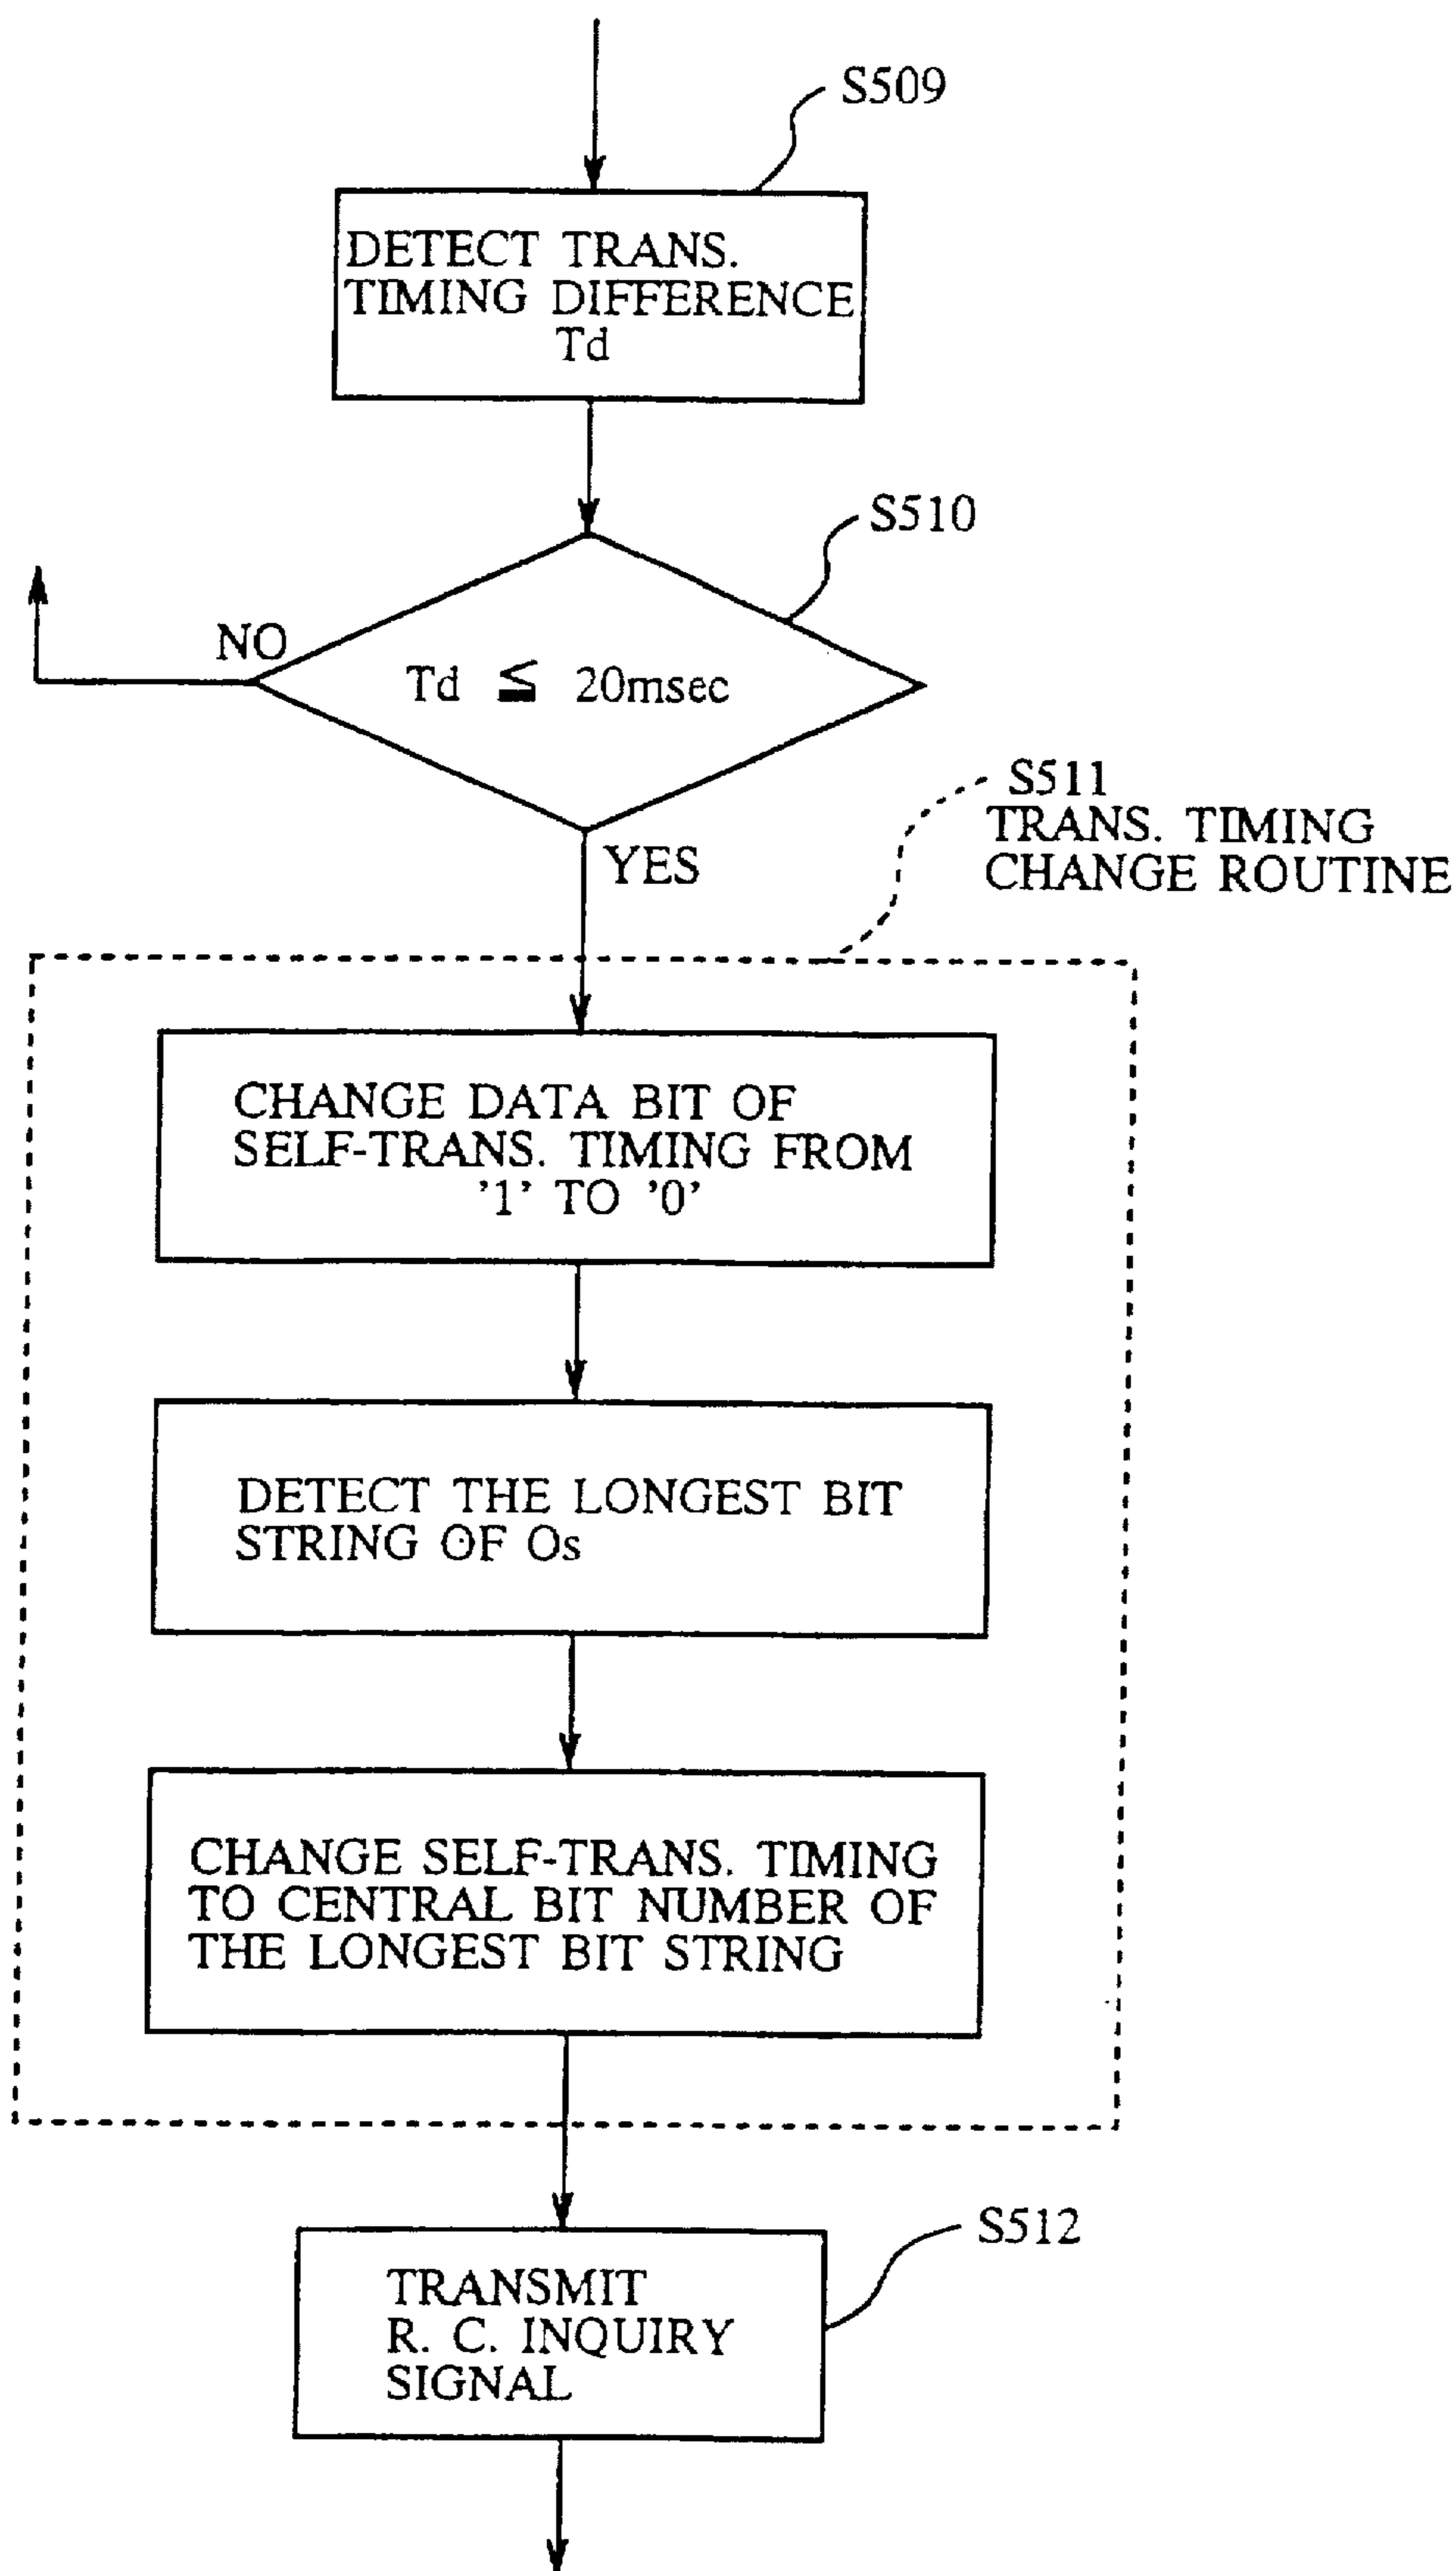 S509
DETECT TRANS.
TIMING DIFFERENCE
Td
S510
NO
Td ≦ 20msec
YES
S511
TRANS. TIMING
CHANGE ROUTINE
CHANGE DATA BIT OF
SELF-TRANS. TIMING FROM
'1' TO '0'
DETECT THE LONGEST BIT
STRING OF Os
CHANGE SELF-TRANS. TIMING
TO CENTRAL BIT NUMBER OF
THE LONGEST BIT STRING
S512
TRANSMIT
R. C. INQUIRY
SIGNAL